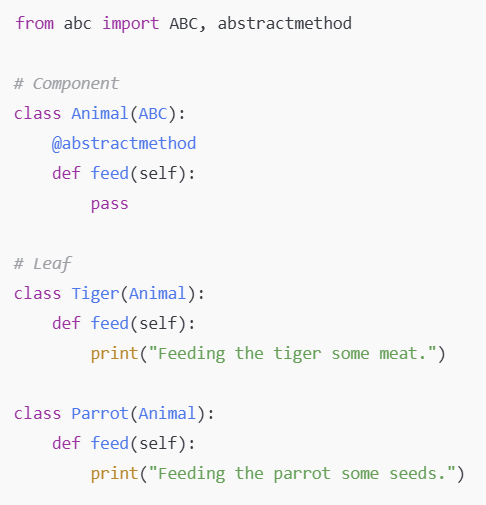 from abc import ABC, abstractmethod
# Component
class Animal(ABC):
    @abstractmethod
    def feed(self):
        pass
# Leaf
class Tiger(Animal):
    def feed(self):
        print("Feeding the tiger some meat.")
class Parrot(Animal):
    def feed(self):
        print("Feeding the parrot some seeds.")